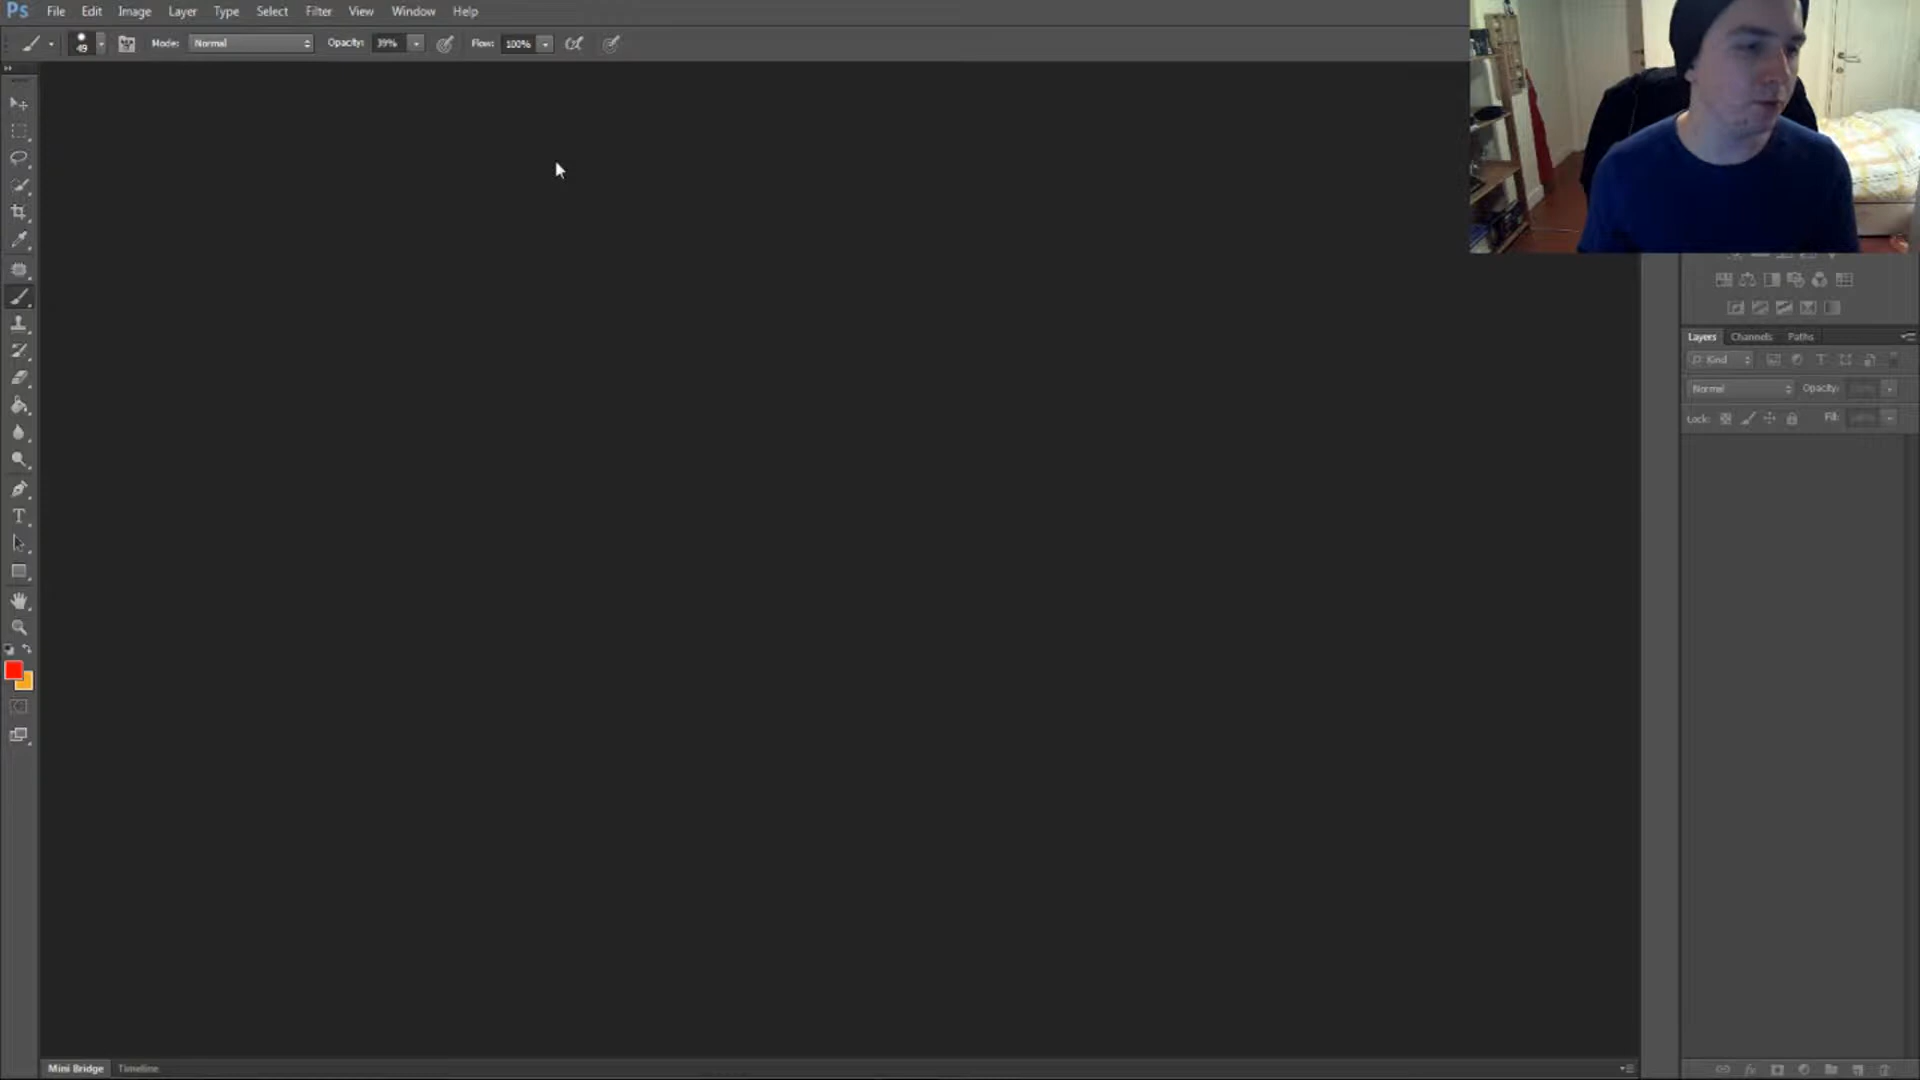 Ps File Edit Image Layer Type Select Filter View Window Help
49 Mode: Normal Opacity: 39% Flow: 100%
Layers Channels Paths
Kind
Normal Opacity:
Lock: Fill:
T
Mini Bridge Timeline